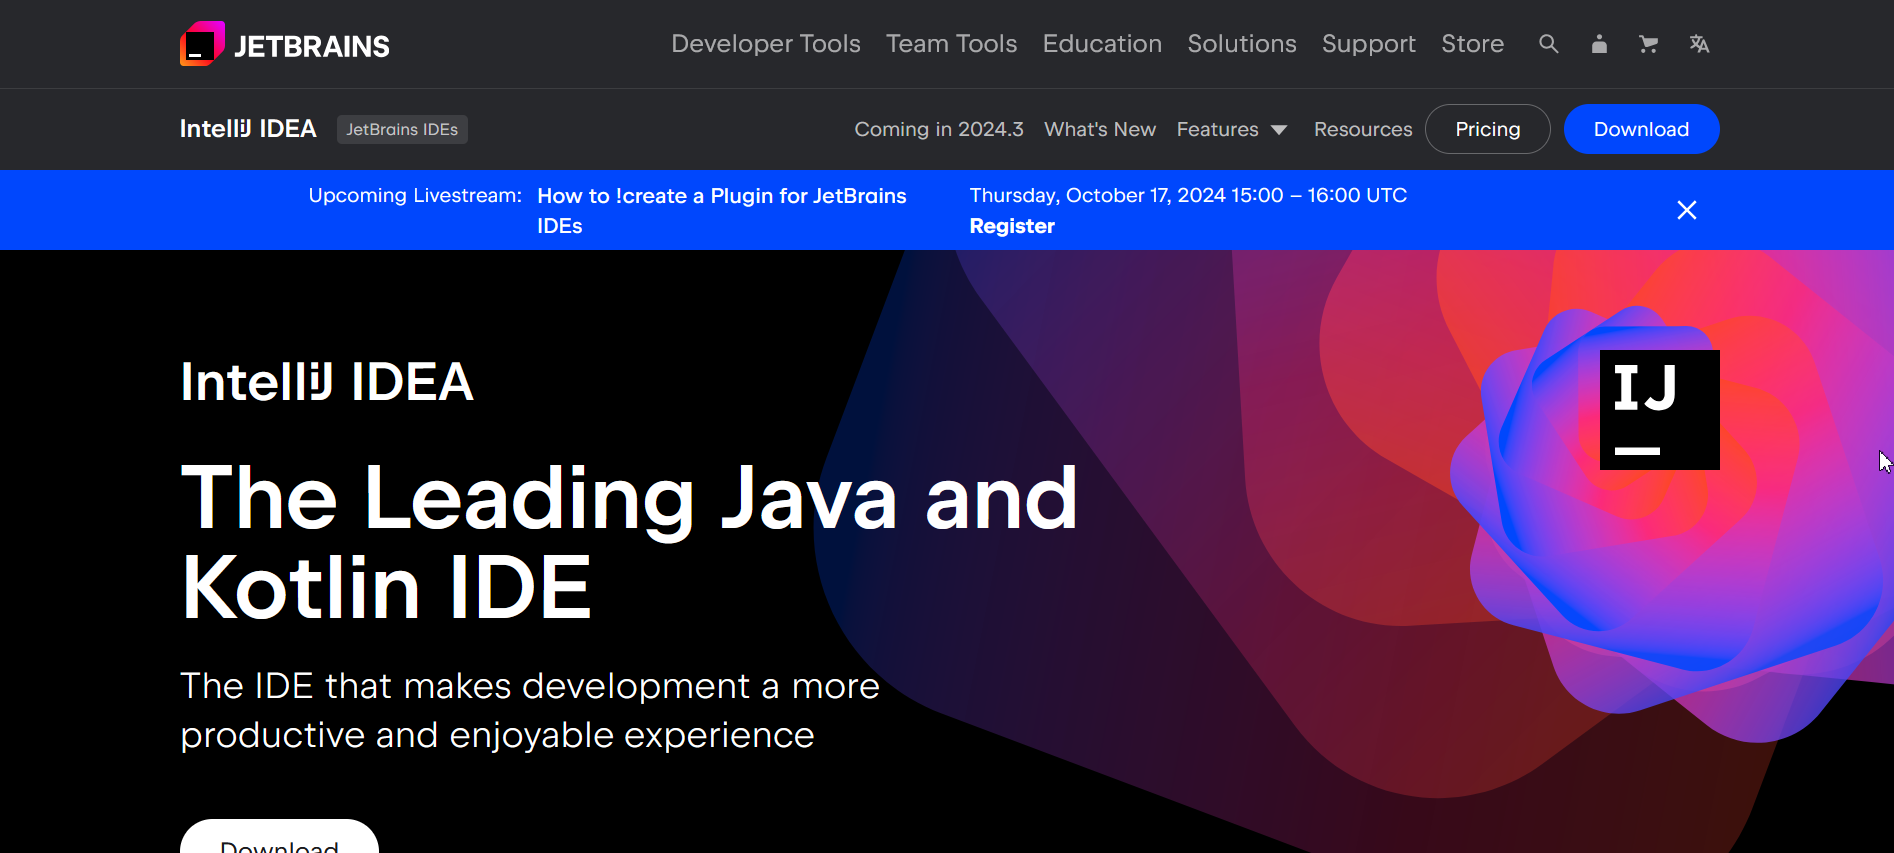 JETBRAINS
Developer Tools Team Tools Education Solutions Support Store
IntelliJ IDEA JetBrains IDEs
Coming in 2024.3 What's New Features Resources Pricing Download
Upcoming Livestream: How to !create a Plugin for JetBrains
IDEs
Thursday, October 17, 2024 15:00 – 16:00 UTC
Register
IntelliJ IDEA
IJ
The Leading Java and
Kotlin IDE
The IDE that makes development a more
productive and enjoyable experience
Download